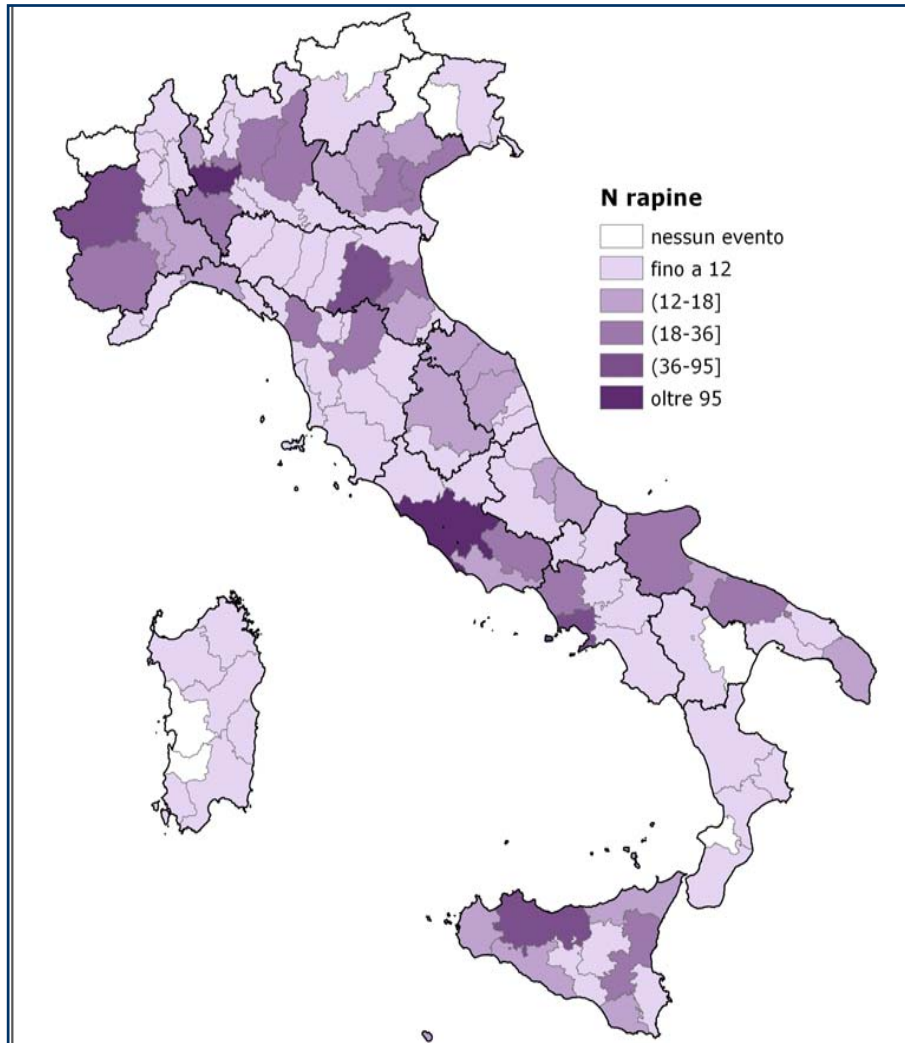 N rapine
nessun evento
fino a 12
(12-18]
(18-36]
(36-95]
oltre 95